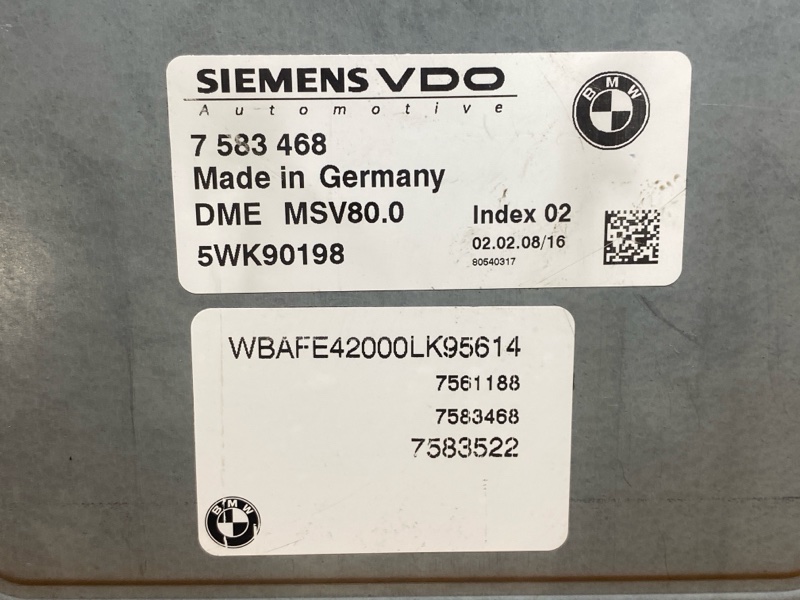 SIEMENS VDO
Automotive
BMW
7 583 468
Made in Germany
DME MSV80.0
Index 02
5WK90198
02.02.08/16
80540317
WBAFE42000LK95614
7561188
7583468
7583522
BMW